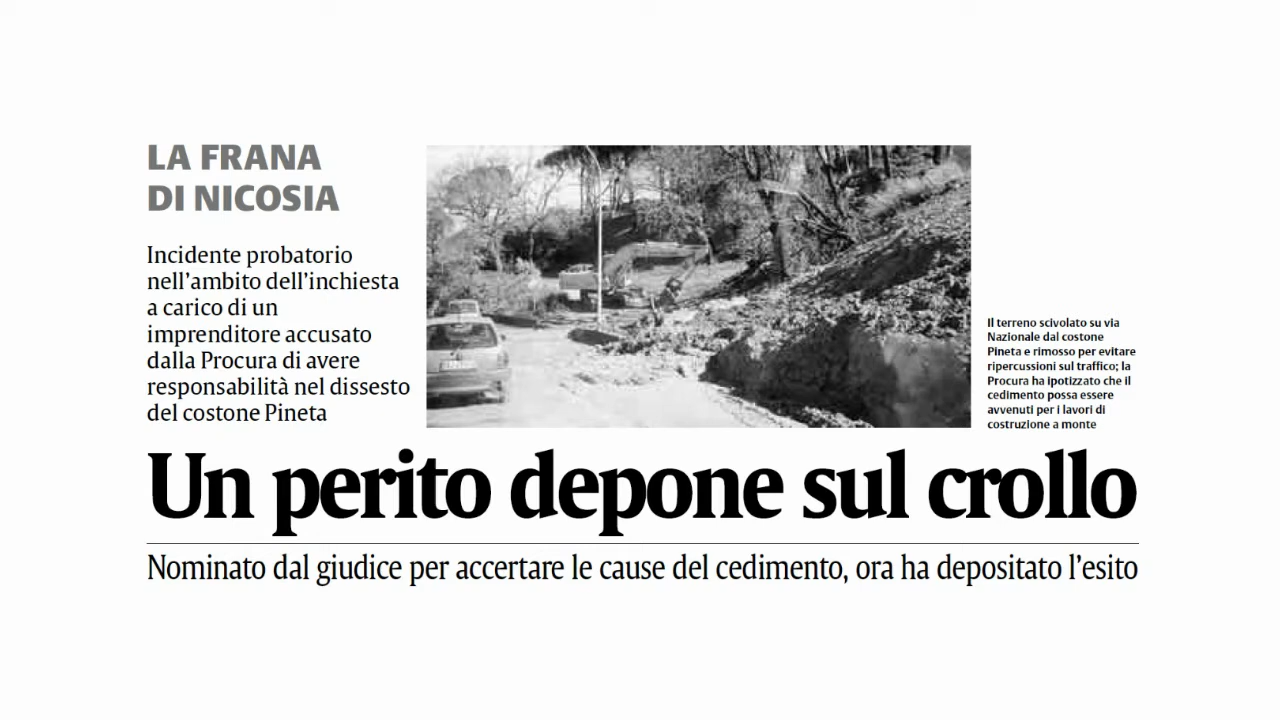 LA FRANA
DI NICOSIA
Incidente probatorio
nell’ambito dell’inchiesta
a carico di un
imprenditore accusato
dalla Procura di avere
responsabilità nel dissesto
del costone Pineta
Il terreno scivolato su via
Nazionale dal costone
Pineta e rimosso per evitare
ripercussioni sul traffico; la
Procura ha ipotizzato che il
cedimento possa essere
avvenuti per i lavori di
costruzione a monte
Un perito depone sul crollo
Nominato dal giudice per accertare le cause del cedimento, ora ha depositato l’esito